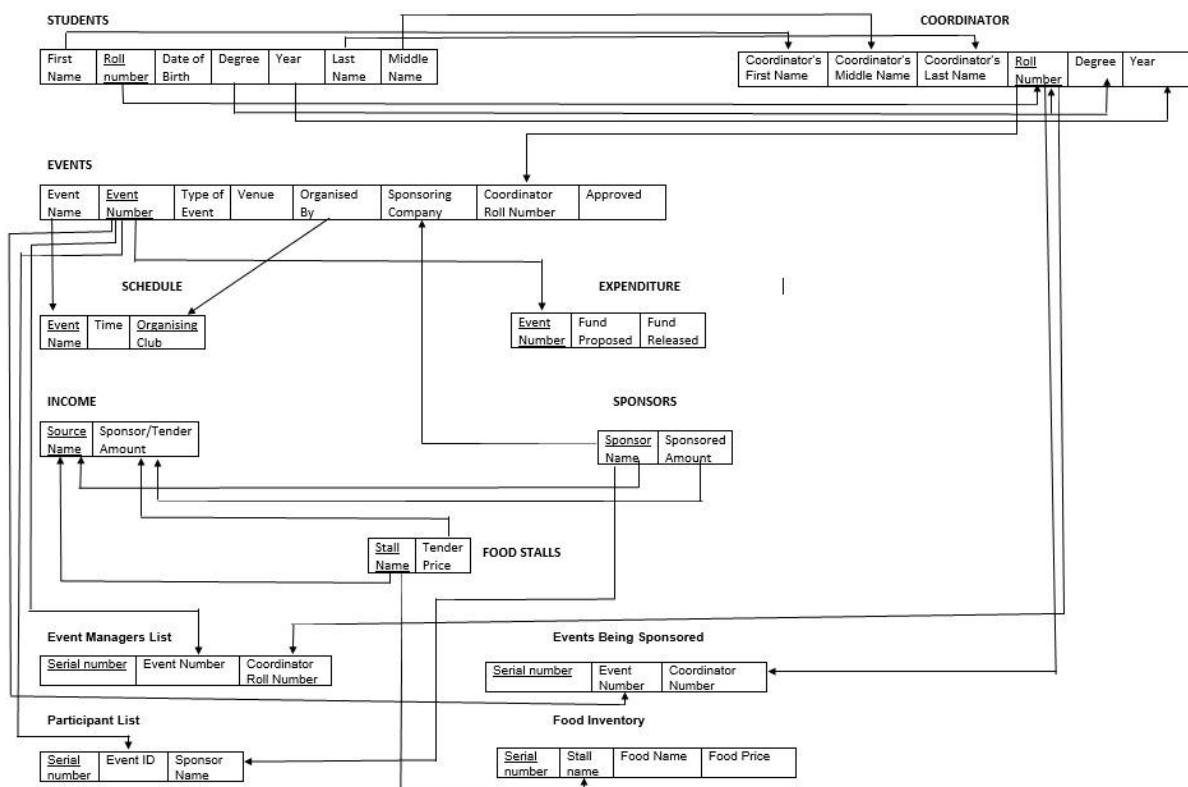 STUDENTS
COORDINATOR
First Name
Roll number
Date of Birth
Degree
Year
Last Name
Middle Name
Coordinator's First Name
Coordinator's Middle Name
Coordinator's Last Name
Roll Number
Degree
Year
EVENTS
Event Name
Event Number
Type of Event
Venue
Organised By
Sponsoring Company
Coordinator Roll Number
Approved
SCHEDULE
EXPENDITURE
Event Name
Time
Organising Club
Event Number
Fund Proposed
Fund Released
INCOME
SPONSORS
Source Name
Sponsor/Tender Amount
Sponsor Name
Sponsored Amount
Stall Name
Tender Price
FOOD STALLS
Event Managers List
Events Being Sponsored
Serial number
Event Number
Coordinator Roll Number
Serial number
Event Number
Coordinator Number
Participant List
Food Inventory
Serial number
Event ID
Sponsor Name
Serial number
Stall name
Food Name
Food Price